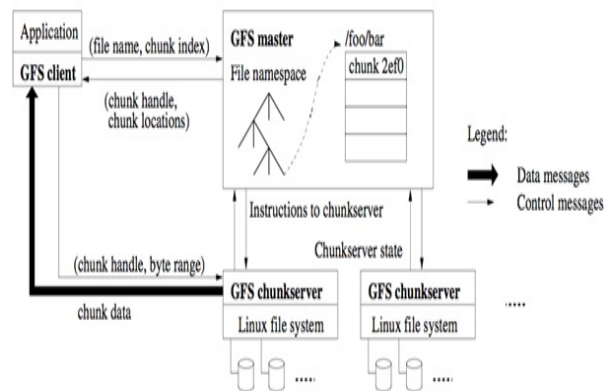 Application
GFS client
(file name, chunk index)
(chunk handle,
chunk locations)
GFS master
File namespace
/foo/bar
chunk 2ef0
Legend:
Data messages
Control messages
Instructions to chunkserver
Chunkserver state
(chunk handle, byte range)
chunk data
GFS chunkserver
Linux file system
GFS chunkserver
Linux file system